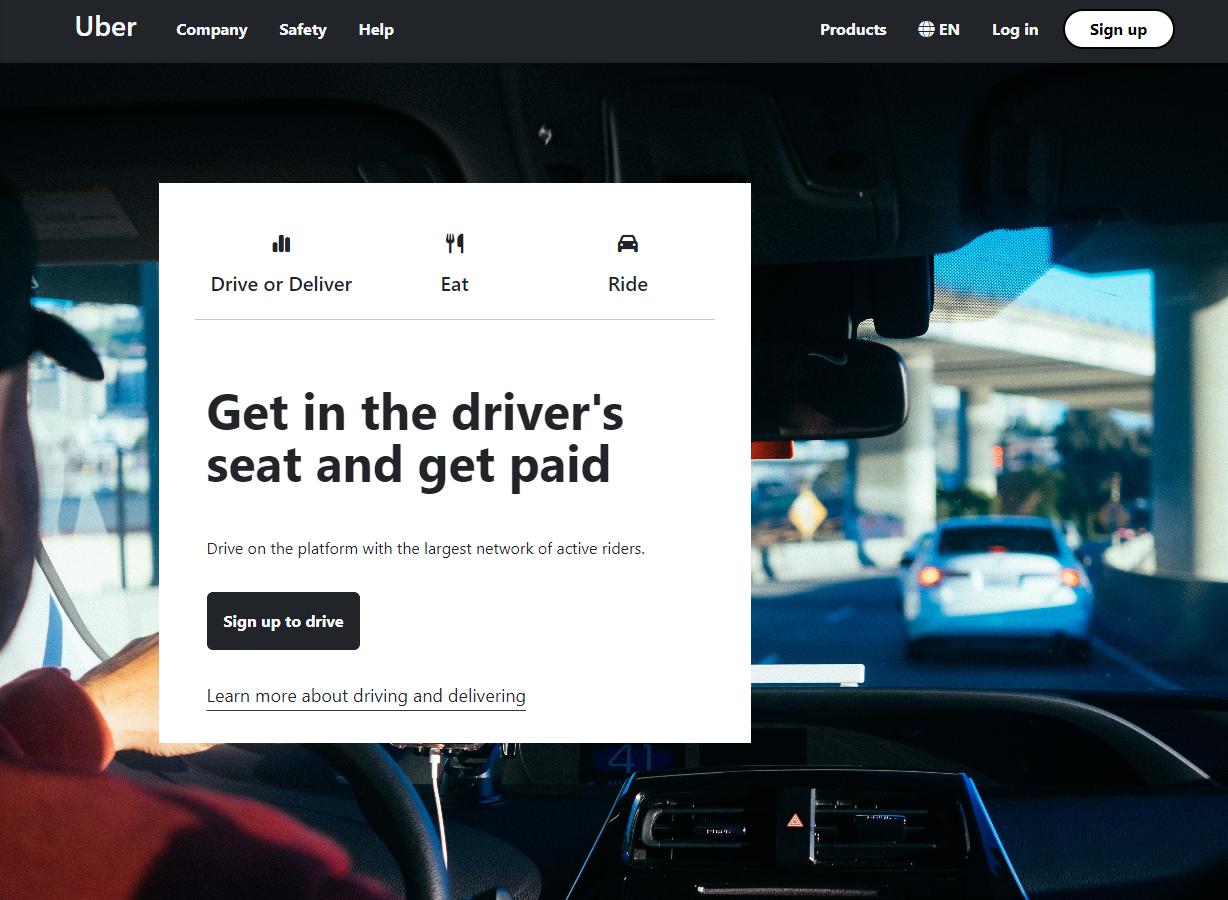 Uber Company Safety Help Products EN Log in Sign up
Drive or Deliver Eat Ride
Get in the driver's
seat and get paid
Drive on the platform with the largest network of active riders.
Sign up to drive
Learn more about driving and delivering
41